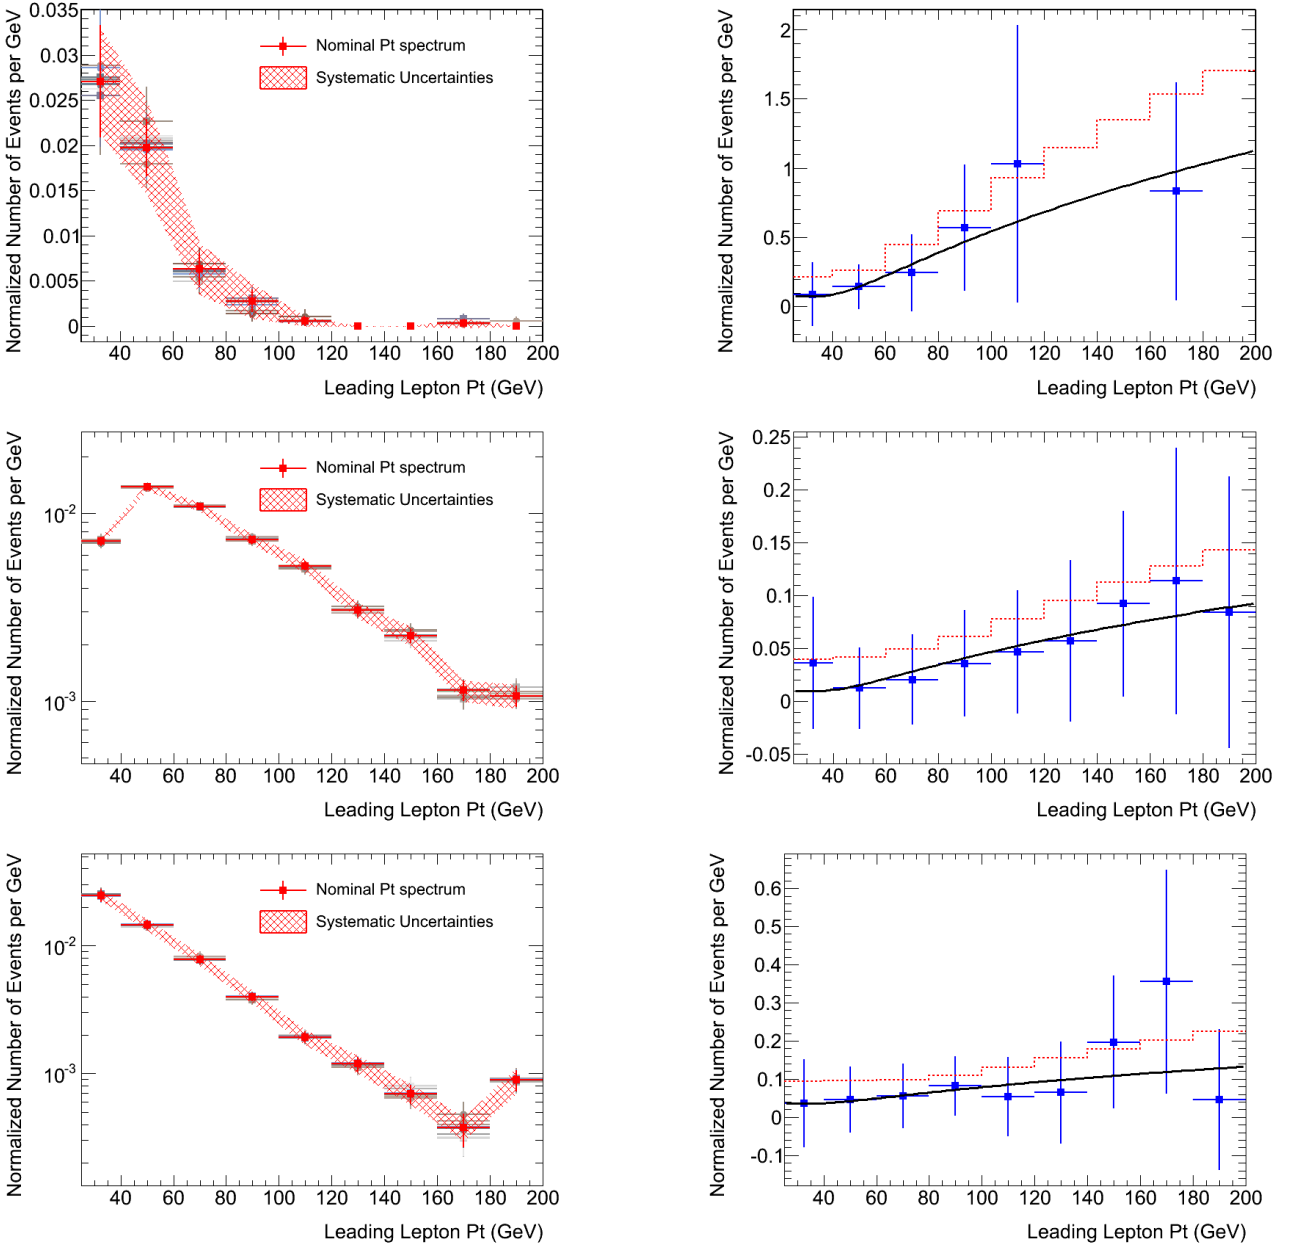 Normalized Number of Events per GeV
0.035
0.03
0.025
0.02
0.015
0.01
0.005
0
Nominal Pt spectrum
Systematic Uncertainties
40 60 80 100 120 140 160 180 200
Leading Lepton Pt (GeV)
Normalized Number of Events per GeV
2
1.5
1
0.5
0
40 60 80 100 120 140 160 180 200
Leading Lepton Pt (GeV)
Normalized Number of Events per GeV
10⁻²
10⁻³
Nominal Pt spectrum
Systematic Uncertainties
40 60 80 100 120 140 160 180 200
Leading Lepton Pt (GeV)
Normalized Number of Events per GeV
0.25
0.2
0.15
0.1
0.05
0
-0.05
40 60 80 100 120 140 160 180 200
Leading Lepton Pt (GeV)
Normalized Number of Events per GeV
10⁻²
10⁻³
Nominal Pt spectrum
Systematic Uncertainties
40 60 80 100 120 140 160 180 200
Leading Lepton Pt (GeV)
Normalized Number of Events per GeV
0.6
0.5
0.4
0.3
0.2
0.1
0
-0.1
40 60 80 100 120 140 160 180 200
Leading Lepton Pt (GeV)